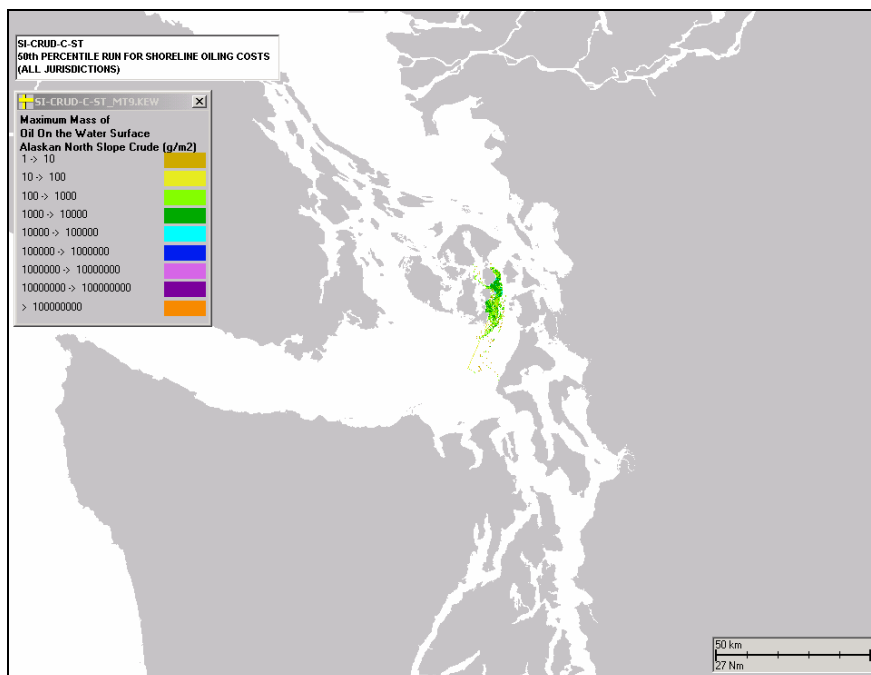 SI-CRUD-C-ST
50th PERCENTILE RUN FOR SHORELINE OILING COSTS
(ALL JURISDICTIONS)
SI-CRUD-C-ST_MT9.KEW
Maximum Mass of
Oil On the Water Surface
Alaskan North Slope Crude (g/m2)
1 -> 10
10 -> 100
100 -> 1000
1000 -> 10000
10000 -> 100000
100000 -> 1000000
1000000 -> 10000000
10000000 -> 100000000
> 100000000
50 km
27 Nm